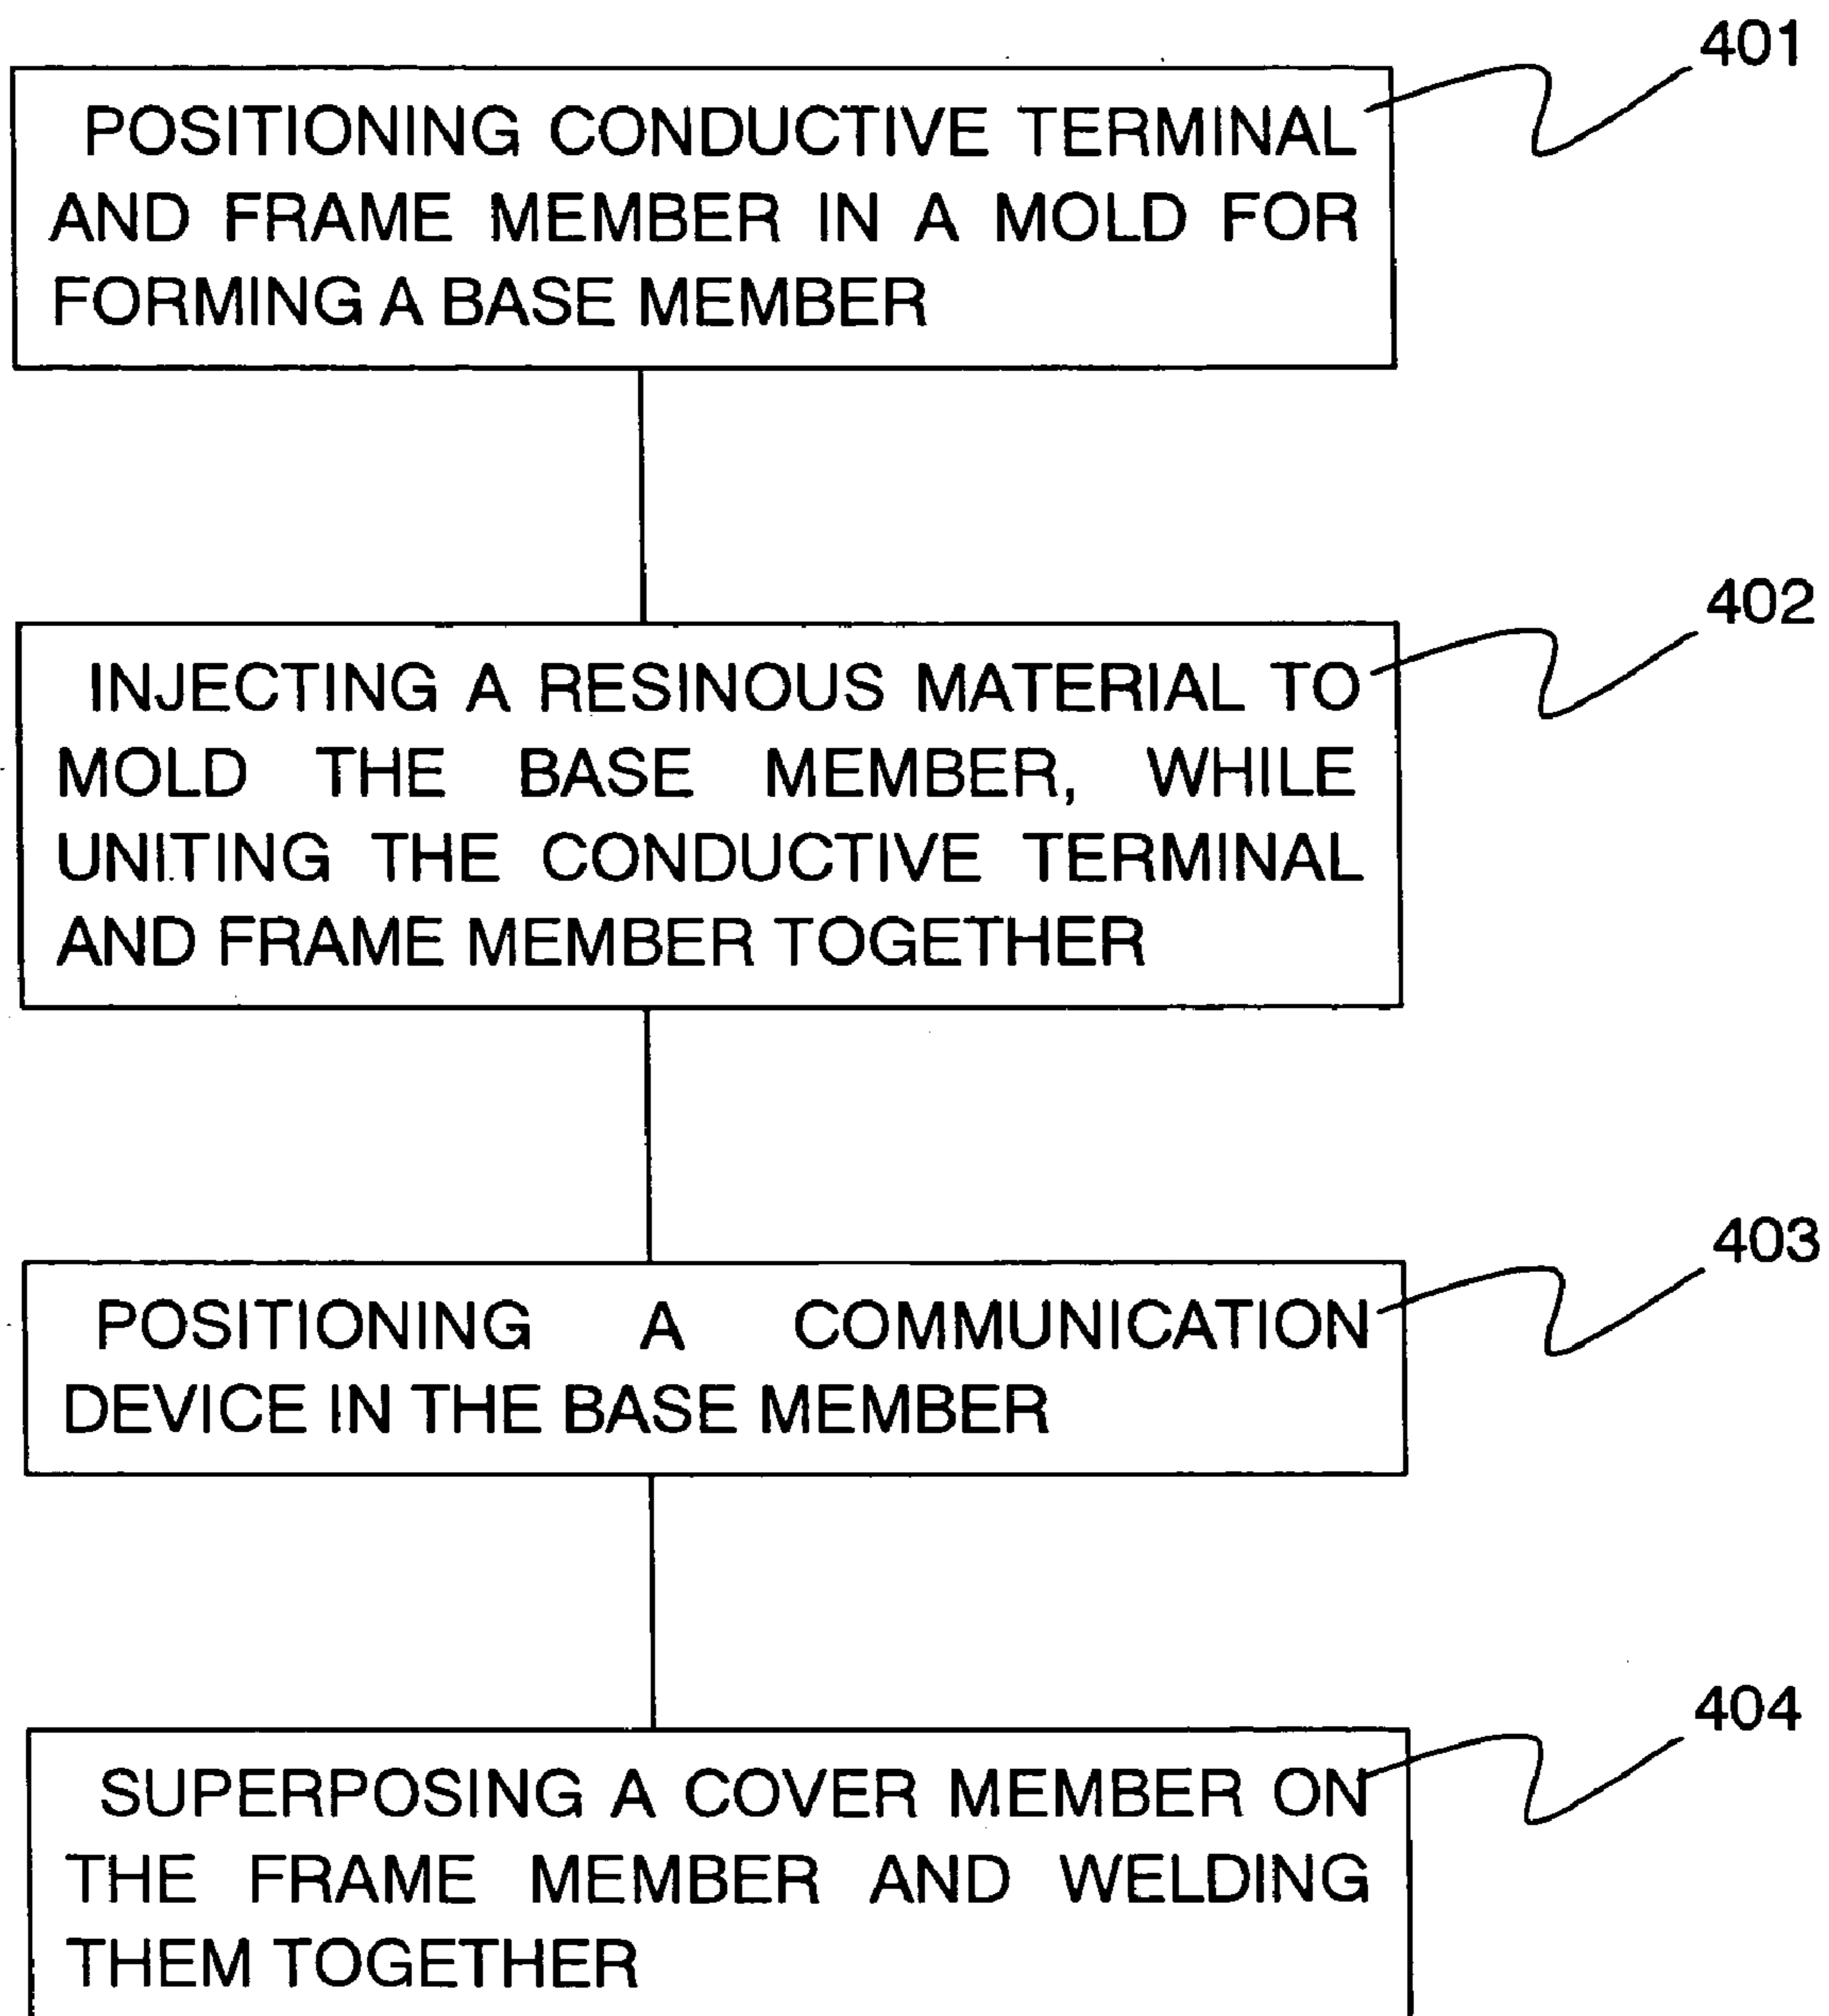 401
POSITIONING CONDUCTIVE TERMINAL
AND FRAME MEMBER IN A MOLD FOR
FORMING A BASE MEMBER
402
INJECTING A RESINOUS MATERIAL TO
MOLD THE BASE MEMBER, WHILE
UNITING THE CONDUCTIVE TERMINAL
AND FRAME MEMBER TOGETHER
403
POSITIONING A COMMUNICATION
DEVICE IN THE BASE MEMBER
404
SUPERPOSING A COVER MEMBER ON
THE FRAME MEMBER AND WELDING
THEM TOGETHER